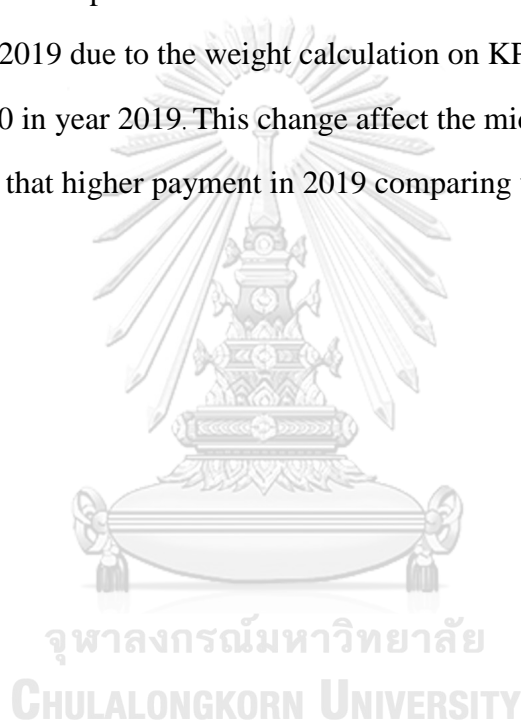 2019 due to the weight calculation on
0 in year 2019. This change affect the
that higher payment in 2019 comparing
จุฬาลงกรณ์มหาวิทยาลัย
CHULALONGKORN UNIVERSITY